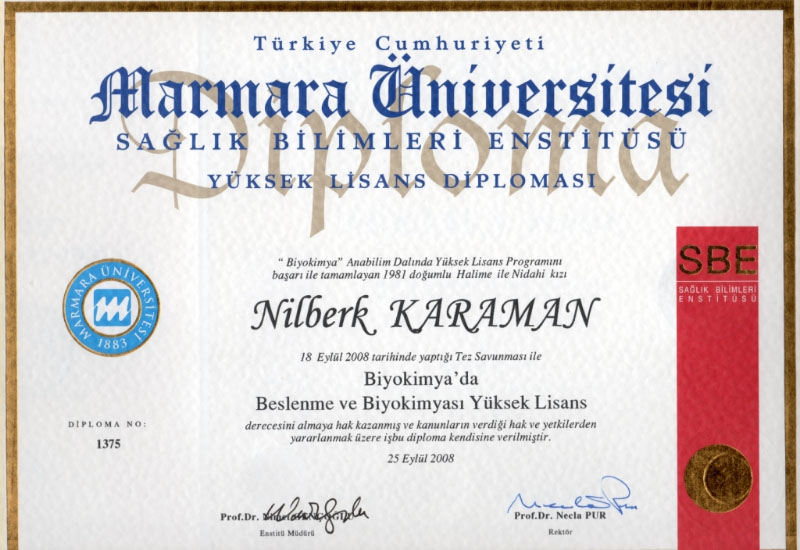 Türkiye Cumhuriyeti
Marmara Üniversitesi
Diploma
SAĞLIK BİLİMLERİ ENSTİTÜSÜ
YÜKSEK LİSANS DİPLOMASI
“ Biyokimya” Anabilim Dalında Yüksek Lisans Programını
başarı ile tamamlayan 1981 doğumlu Halime ile Nidahi kızı
Nilberk KARAMAN
18 Eylül 2008 tarihinde yaptığı Tez Savunması ile
Biyokimya’da
Beslenme ve Biyokimyası Yüksek Lisans
derecesini almaya hak kazanmış ve kanunların verdiği hak ve yetkilerden
yararlanmak üzere işbu diploma kendisine verilmiştir.
25 Eylül 2008
MARMARA ÜNİVERSİTESİ
1883
DİPLOMA NO:
1375
SBE
SAĞLIK BİLİMLERİ
ENSTİTÜSÜ
Prof.Dr.
Enstitü Müdürü
Prof.Dr. Necla PUR
Rektör